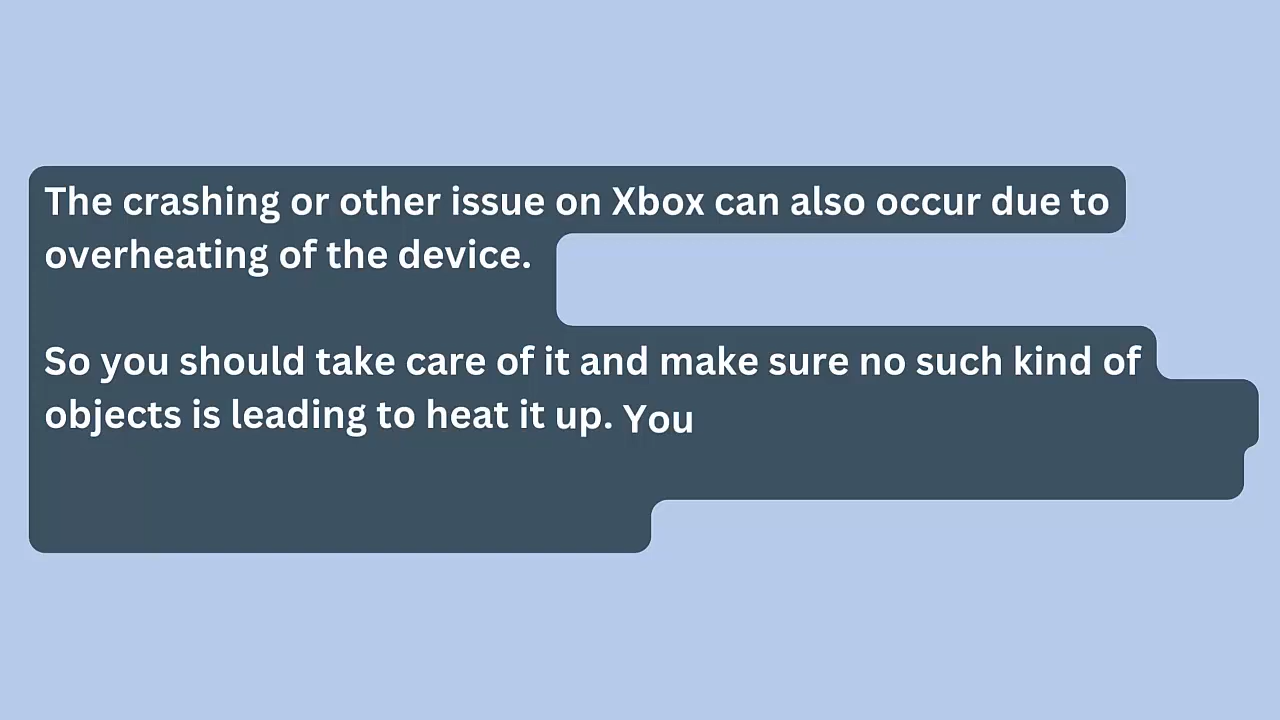 The crashing or other issue on Xbox can also occur due to
overheating of the device.
So you should take care of it and make sure no such kind of
objects is leading to heat it up. You